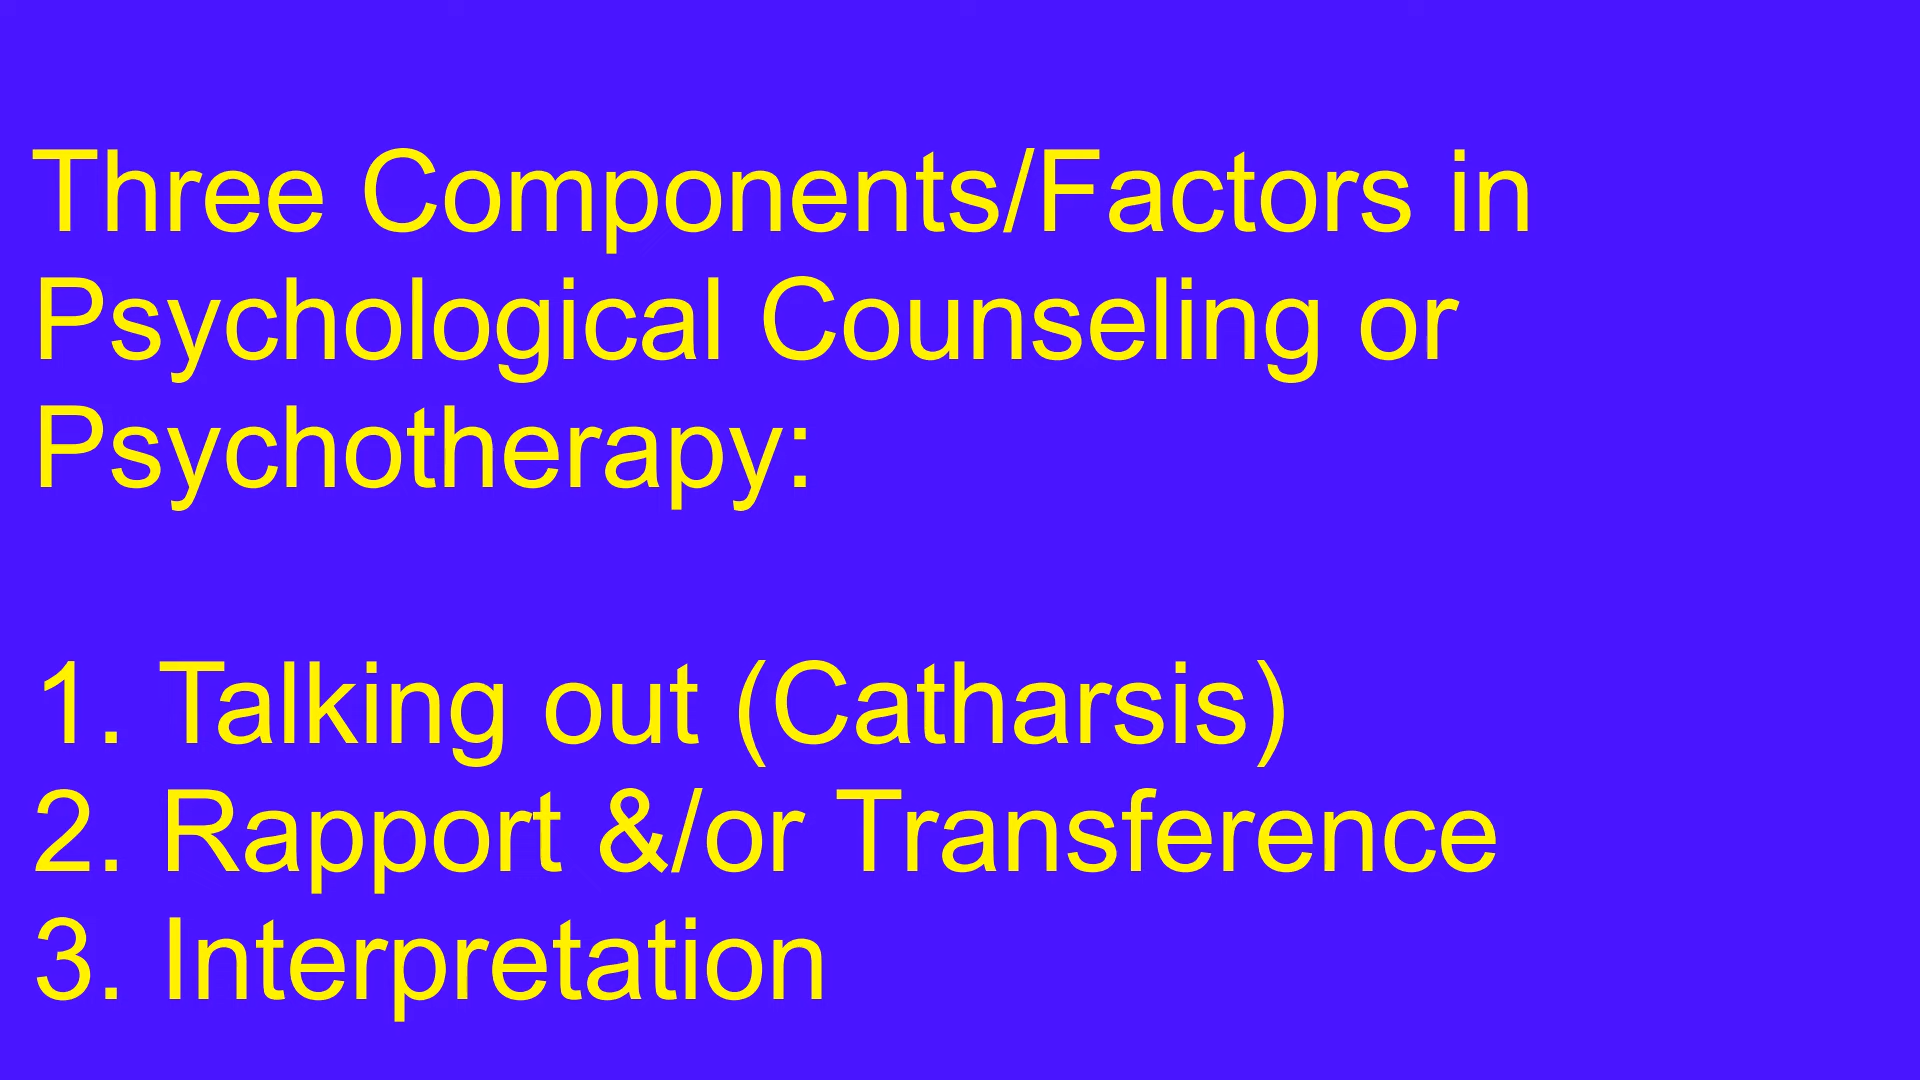 Three Components/Factors in
Psychological Counseling or
Psychotherapy:
1. Talking out (Catharsis)
2. Rapport &/or Transference
3. Interpretation